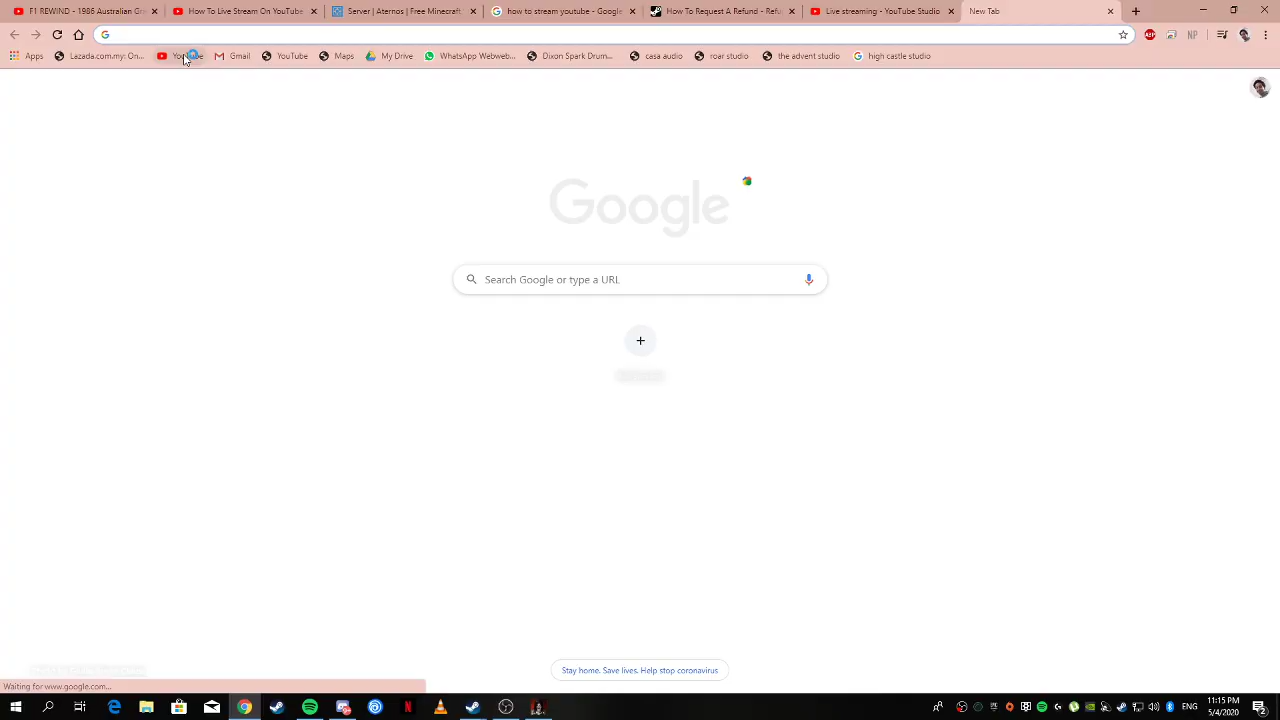 F1 REWIND - 1986 Australian Gra
How To Live Stream On YouTube
Server | Aternos | Free Minecraft
how to stream youtube - Google
How To Request A Refund - Refu
Live streaming - YouTube Studio
New Tab
Apps
Lazada.com.my: On...
Gmail
YouTube
Maps
My Drive
WhatsApp Webweb...
Dixon Spark Drum...
casa audio
roar studio
the advent studio
high castle studio
Google
Search Google or type a URL
Stay home. Save lives. Help stop coronavirus
Waiting for www.google.com...
ENG
11:15 PM
5/4/2020
2